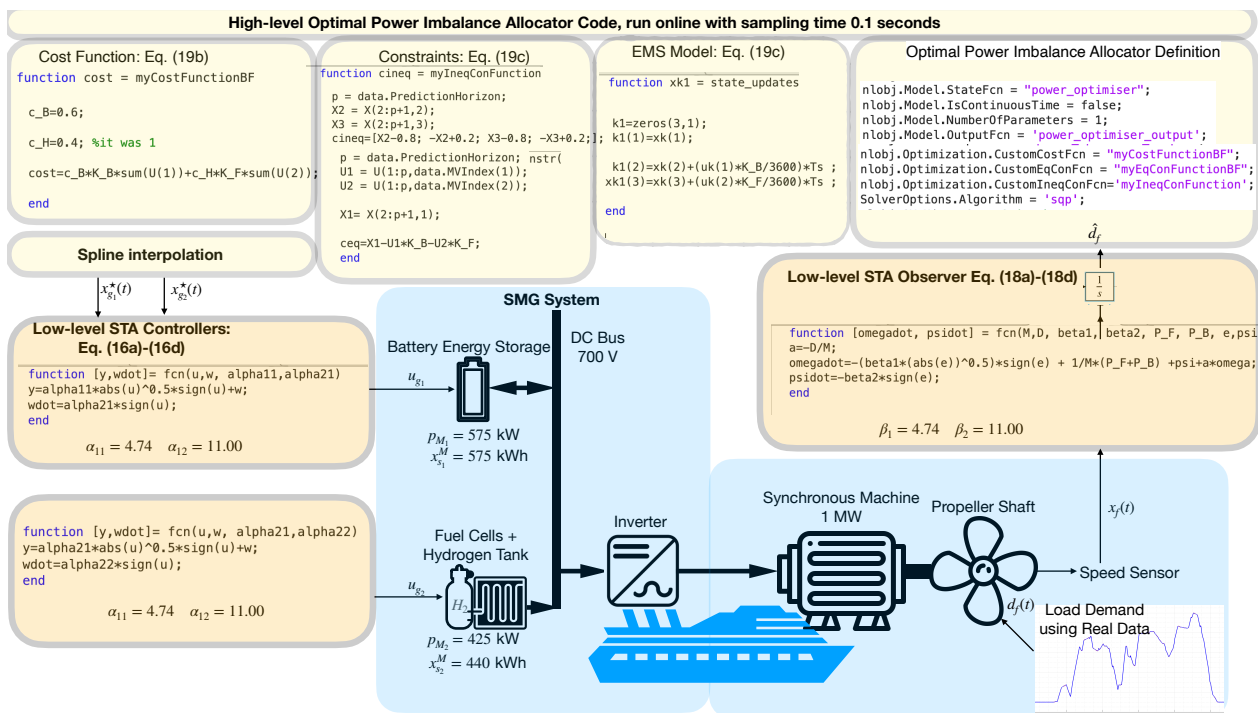 High-level Optimal Power Imbalance Allocator Code, run online with sampling time 0.1 seconds
Cost Function: Eq. (19b)
function cost = myCostFunctionBF
c_B=0.6;
c_H=0.4; %it was 1
cost=c_B*K_B*sum(U(1))+c_H*K_F*sum(U(2));
end
Constraints: Eq. (19c)
function cineq = myIneqConFunction
p = data.PredictionHorizon;
X2 = X(2:p+1,2);
X3 = X(2:p+1,3);
cineq=[X2-0.8; -X2+0.2; X3-0.8; -X3+0.2;];
p = data.PredictionHorizon; nstr(
U1 = U(1:p,data.MVIndex(1));
U2 = U(1:p,data.MVIndex(2));
X1= X(2:p+1,1);
ceq=X1-U1*K_B-U2*K_F;
end
EMS Model: Eq. (19c)
function xk1 = state_updates
k1=zeros(3,1);
k1(1)=xk(1);
k1(2)=xk(2)+(uk(1)*K_B/3600)*Ts ;
xk1(3)=xk(3)+(uk(2)*K_F/3600)*Ts ;
end
Optimal Power Imbalance Allocator Definition
nlobj.Model.StateFcn = "power_optimiser";
nlobj.Model.IsContinuousTime = false;
nlobj.Model.NumberOfParameters = 1;
nlobj.Model.OutputFcn = 'power_optimiser_output';
nlobj.Optimization.CustomCostFcn = "myCostFunctionBF";
nlobj.Optimization.CustomEqConFcn = "myEqConFunctionBF";
nlobj.Optimization.CustomIneqConFcn='myIneqConFunction';
SolverOptions.Algorithm = 'sqp';
Spline interpolation
x⋆g1(t) x⋆g2(t)
Low-level STA Controllers:
Eq. (16a)-(16d)
function [y,wdot]= fcn(u,w, alpha11,alpha21)
y=alpha11*abs(u)^0.5*sign(u)+w;
wdot=alpha21*sign(u);
end
α11 = 4.74 α12 = 11.00
function [y,wdot]= fcn(u,w, alpha21,alpha22)
y=alpha21*abs(u)^0.5*sign(u)+w;
wdot=alpha22*sign(u);
end
α11 = 4.74 α12 = 11.00
SMG System
Battery Energy Storage
DC Bus
700 V
ug1
pM1 = 575 kW
xMs1 = 575 kWh
Fuel Cells +
Hydrogen Tank
ug2
H2
pM2 = 425 kW
xMs2 = 440 kWh
Inverter
Synchronous Machine
1 MW
Propeller Shaft
Speed Sensor
df(t)
xf(t)
Load Demand
using Real Data
d̂f
Low-level STA Observer Eq. (18a)-(18d)
1
s
function [omegadot, psidot] = fcn(M,D, beta1, beta2, P_F, P_B, e,psi
a=-D/M;
omegadot=-(beta1*(abs(e))^0.5)*sign(e) + 1/M*(P_F+P_B) +psi+a*omega;
psidot=-beta2*sign(e);
end
β1 = 4.74 β2 = 11.00